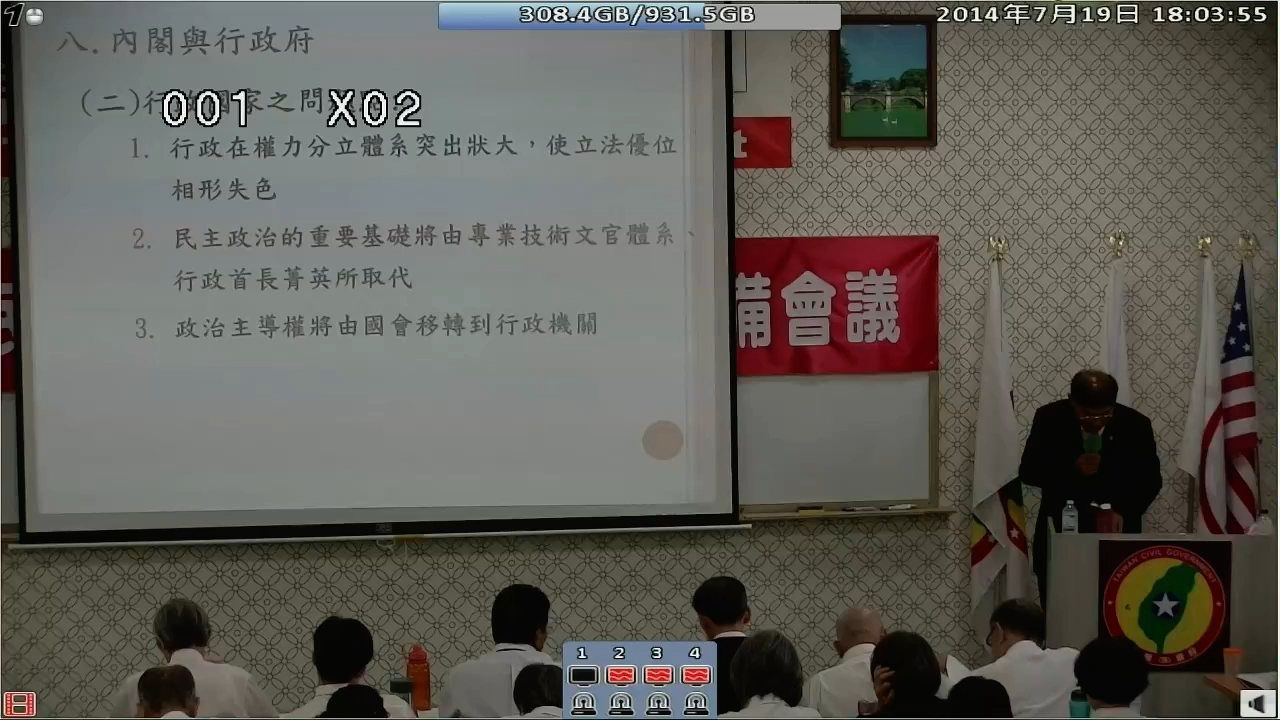 1
308.4GB/931.5GB
2014年7月19日 18:03:55
八.內閣與行政府
001 X02
(二)行 國家之問
1. 行政在權力分立體系突出狀大，使立法優位
相形失色
2. 民主政治的重要基礎將由專業技術文官體系、
行政首長菁英所取代
3. 政治主導權將由國會移轉到行政機關
t
備會議
TAIWAN CIVIL GOVERNMENT
1 2 3 4